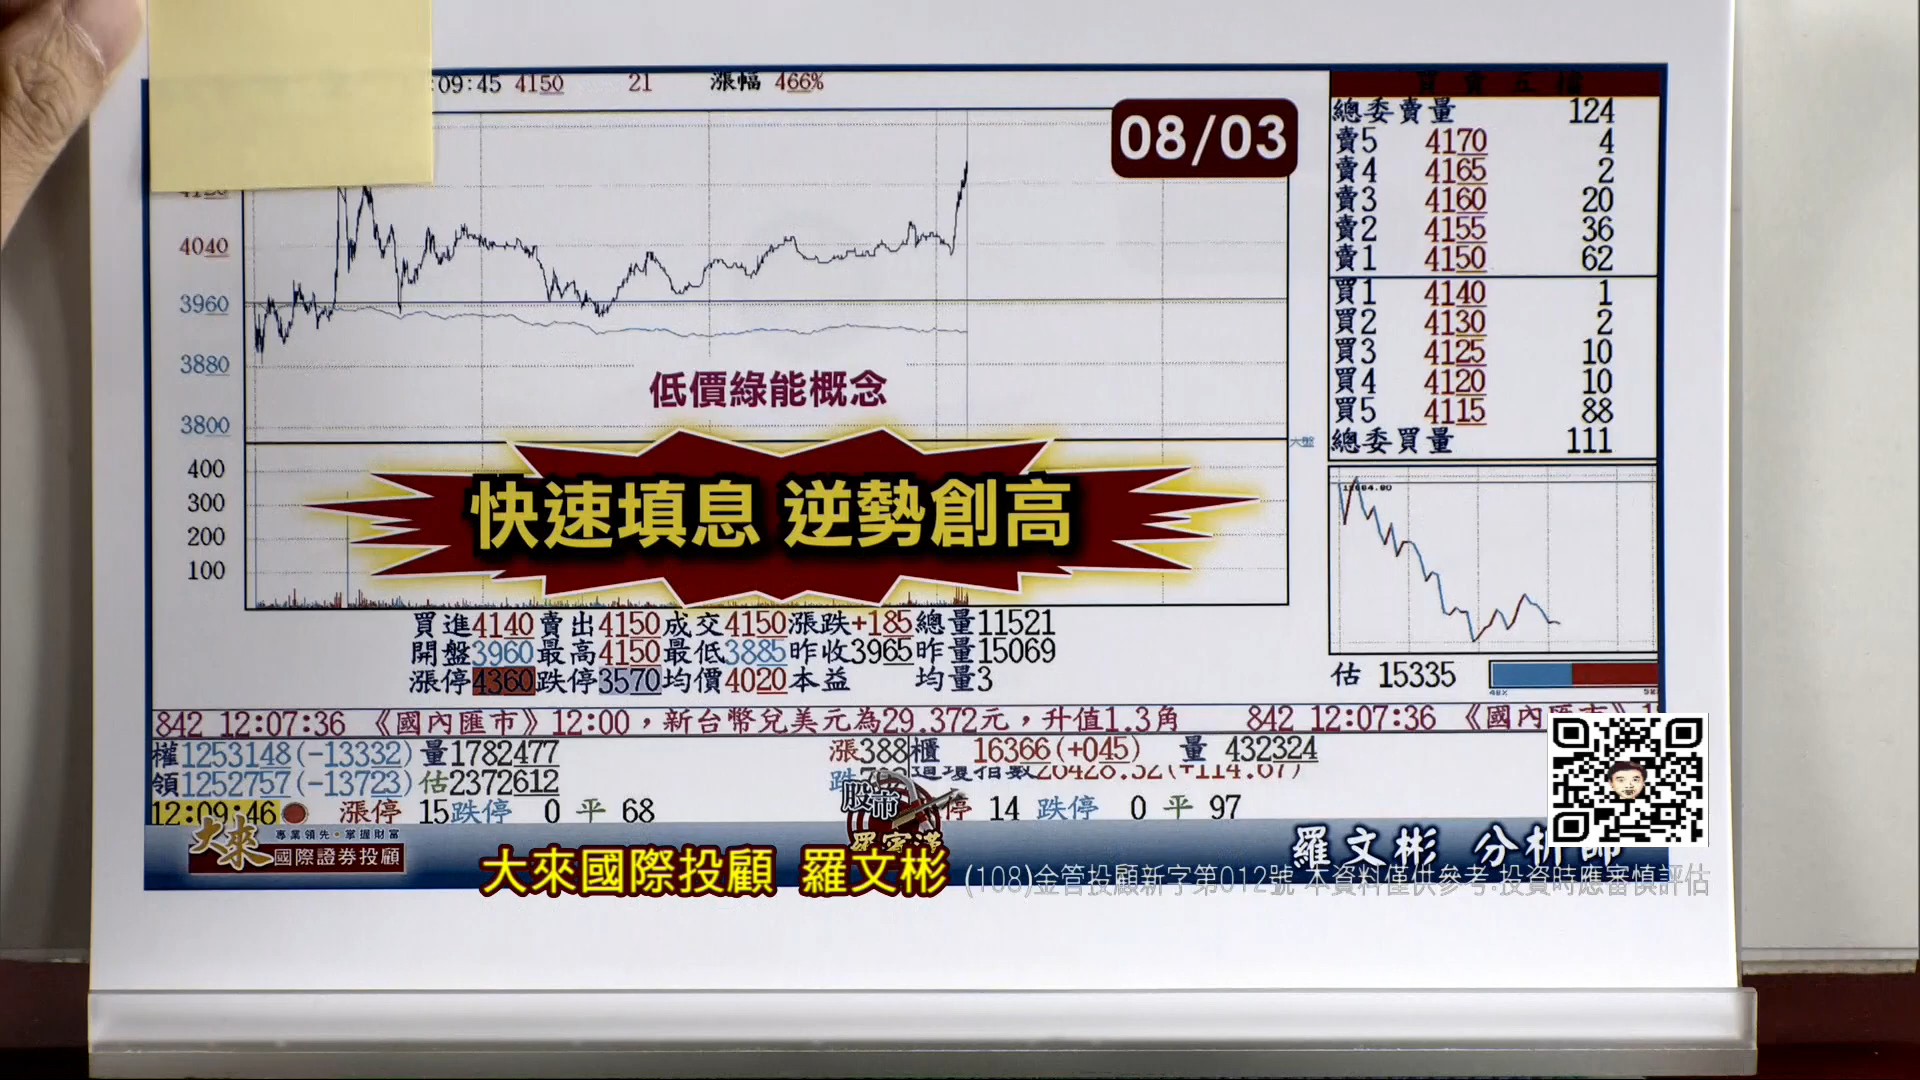 :09:45 4150 21 漲幅 466%
08/03
總委賣量 124
賣5 4170 4
賣4 4165 2
賣3 4160 20
賣2 4155 36
賣1 4150 62
買1 4140 1
買2 4130 2
買3 4125 10
買4 4120 10
買5 4115 88
總委買量 111
4120
4040
3960
3880
3800
大盤
400
300
200
100
低價綠能概念
快速填息 逆勢創高
買進4140賣出4150成交4150漲跌+185總量11521
開盤3960最高4150最低3885昨收3965昨量15069
漲停4360跌停3570均價4020本益 均量3
估 15335
842 12:07:36 《國內匯市》12:00，新台幣兌美元為29.372元，升值1.3角 842 12:07:36 《國內匯市》
權1253148(-13332)量1782477 漲388櫃 16366(+045) 量 432324
領1252757(-13723)估2372612
12:09:46 漲停 15跌停 0 平 68 停 14 跌停 0 平 97
大來 專業領先・掌握財富
國際證券投顧
股市
羅文彬 分析師
大來國際投顧 羅文彬 (108)金管投顧新字第012號 本資料僅供參考.投資時應審慎評估